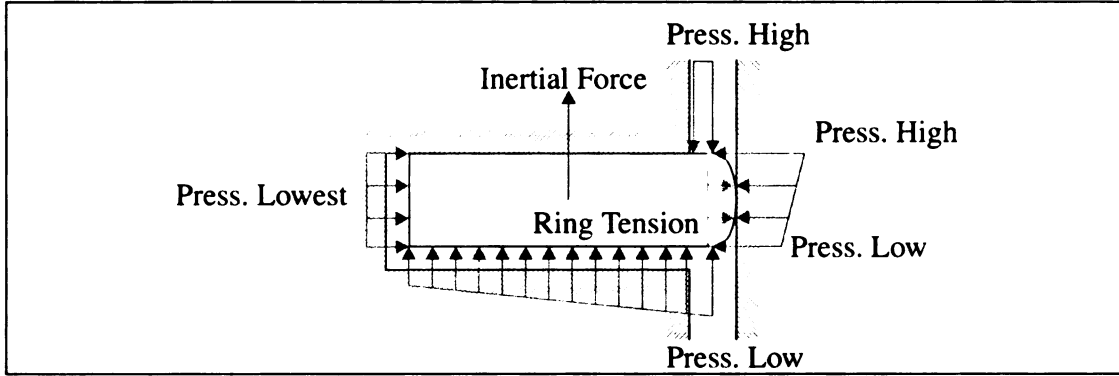 Press. High
Inertial Force
Press. High
Press. Lowest
Ring Tension
Press. Low
Press. Low